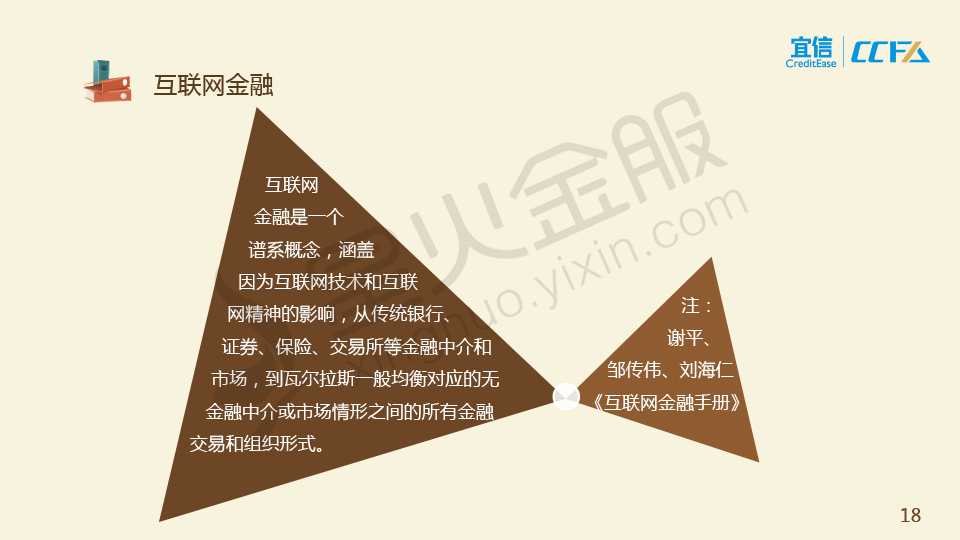 宜信
CreditEase
CCFA
互联网金融
互联网
金融是一个
谱系概念，涵盖
因为互联网技术和互联
网精神的影响，从传统银行、
证券、保险、交易所等金融中介和
市场，到瓦尔拉斯一般均衡对应的无
金融中介或市场情形之间的所有金融
交易和组织形式。
注：
谢平、
邹传伟、刘海仁
《互联网金融手册》
星火金服
xinghuo.yixin.com
18